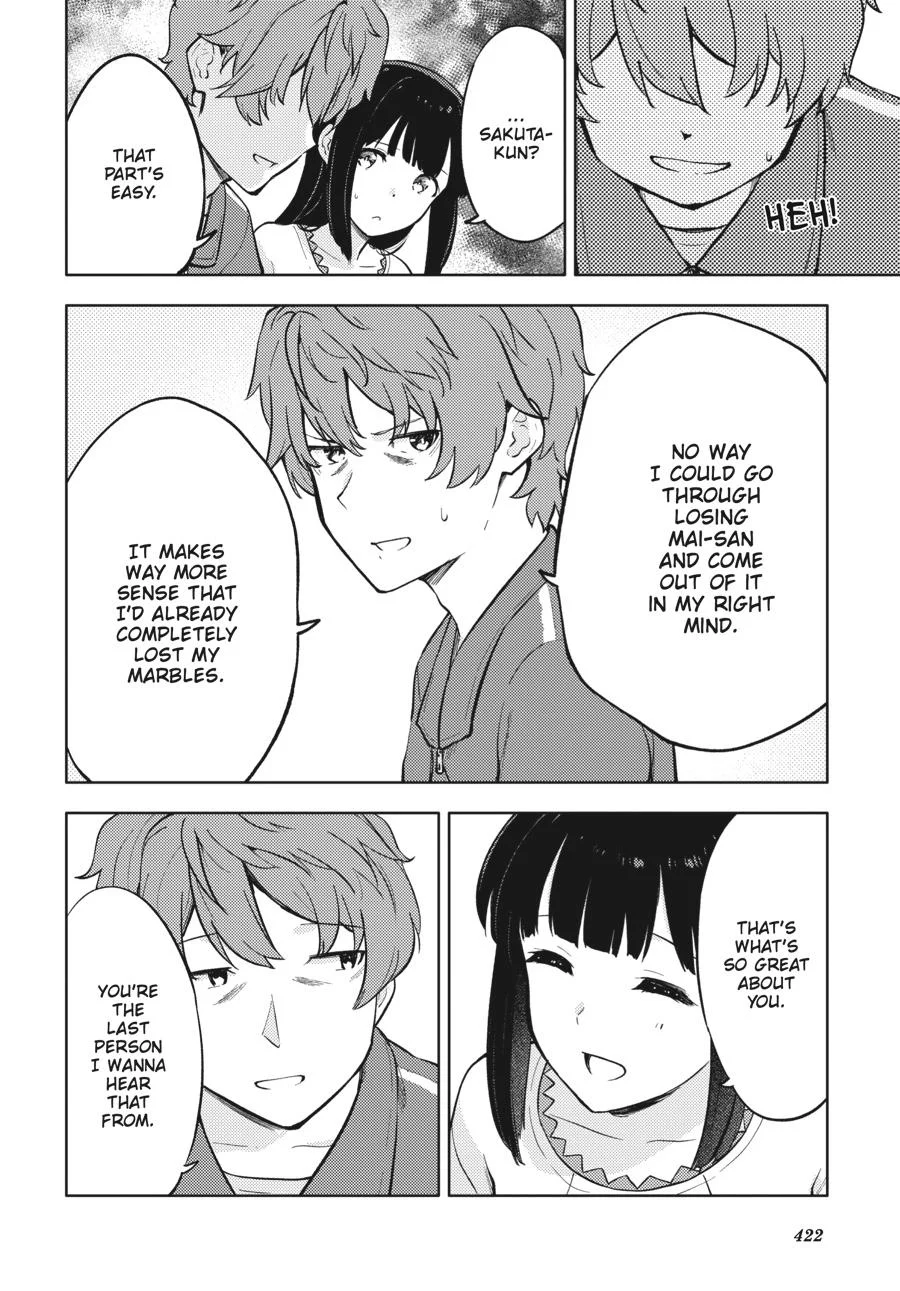 HEH!
...
SAKUTA-
KUN?
THAT
PART'S
EASY.
NO WAY
I COULD GO
THROUGH
LOSING
MAI-SAN
AND COME
OUT OF IT
IN MY RIGHT
MIND.
IT MAKES
WAY MORE
SENSE THAT
I'D ALREADY
COMPLETELY
LOST MY
MARBLES.
THAT'S
WHAT'S
SO GREAT
ABOUT
YOU.
YOU'RE
THE
LAST
PERSON
I WANNA
HEAR
THAT
FROM.
422